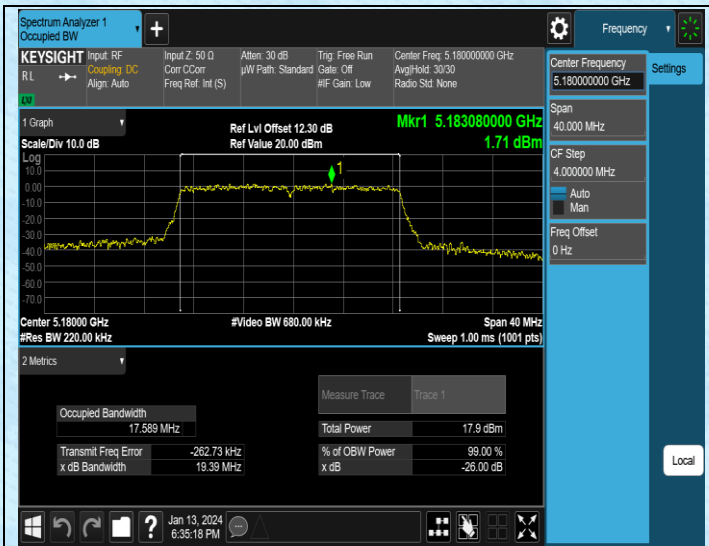 Spectrum Analyzer 1
Occupied BW
Frequency
KEYSIGHT
R L
LXI
Input: RF
Coupling: DC
Align: Auto
Input Z: 50 Ω
Corr CCorr
Freq Ref: Int (S)
Atten: 30 dB
µW Path: Standard
Trig: Free Run
Gate: Off
#IF Gain: Low
Center Freq: 5.180000000 GHz
Avg|Hold: 30/30
Radio Std: None
Center Frequency
5.180000000 GHz
Settings
Span
40.000 MHz
CF Step
4.000000 MHz
Auto
Man
Freq Offset
0 Hz
1 Graph
Scale/Div 10.0 dB
Ref Lvl Offset 12.30 dB
Ref Value 20.00 dBm
Mkr1 5.183080000 GHz
1.71 dBm
Log
10.0
0.00
-10.0
-20.0
-30.0
-40.0
-50.0
-60.0
-70.0
1
Center 5.18000 GHz
#Res BW 220.00 kHz
#Video BW 680.00 kHz
Span 40 MHz
Sweep 1.00 ms (1001 pts)
2 Metrics
Measure Trace
Trace 1
Occupied Bandwidth
17.589 MHz
Total Power
17.9 dBm
Transmit Freq Error
-262.73 kHz
% of OBW Power
99.00 %
x dB Bandwidth
19.39 MHz
x dB
-26.00 dB
Local
?
Jan 13, 2024
6:35:18 PM